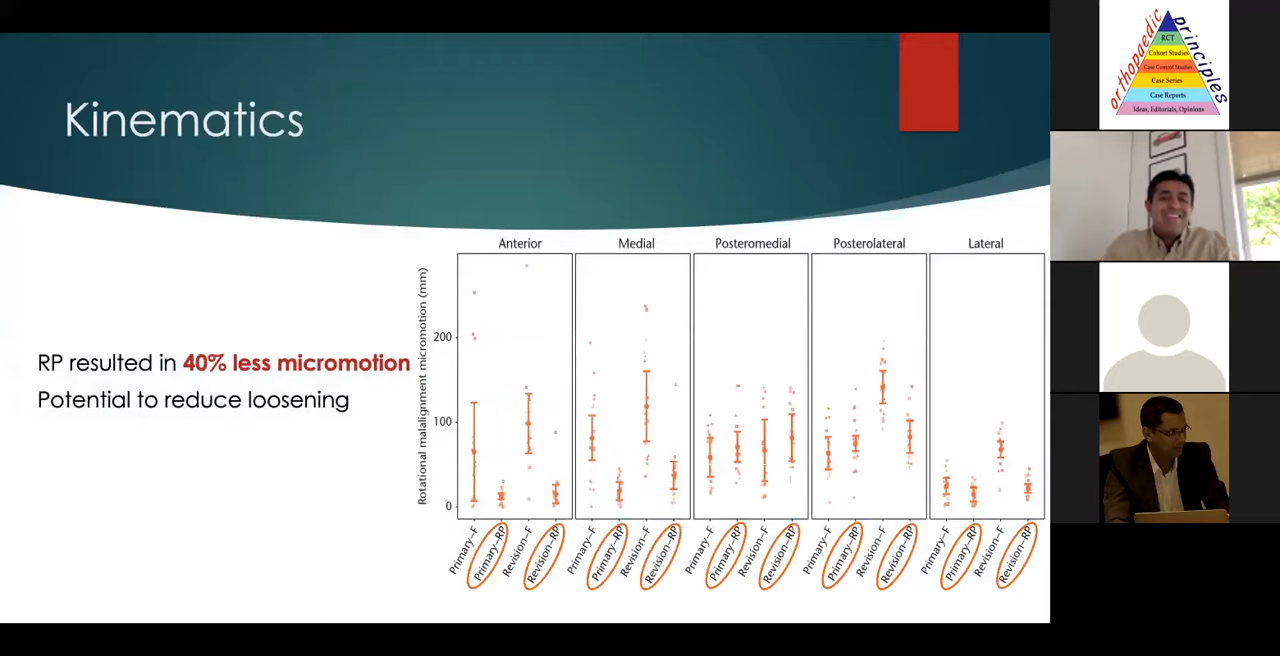 Kinematics
RP resulted in 40% less micromotion
Potential to reduce loosening
Rotational malalignment micromotion (mm)
200
100
0
Anterior
Medial
Posteromedial
Posterolateral
Lateral
Primary–F
Primary–RP
Revision–F
Revision–RP
Primary–F
Primary–RP
Revision–F
Revision–RP
Primary–F
Primary–RP
Revision–F
Revision–RP
Primary–F
Primary–RP
Revision–F
Revision–RP
Primary–F
Primary–RP
Revision–F
Revision–RP
orthopaedic
principles
RCT
Cohort Studies
Case Control Studies
Case Series
Case Reports
Ideas, Editorials, Opinions